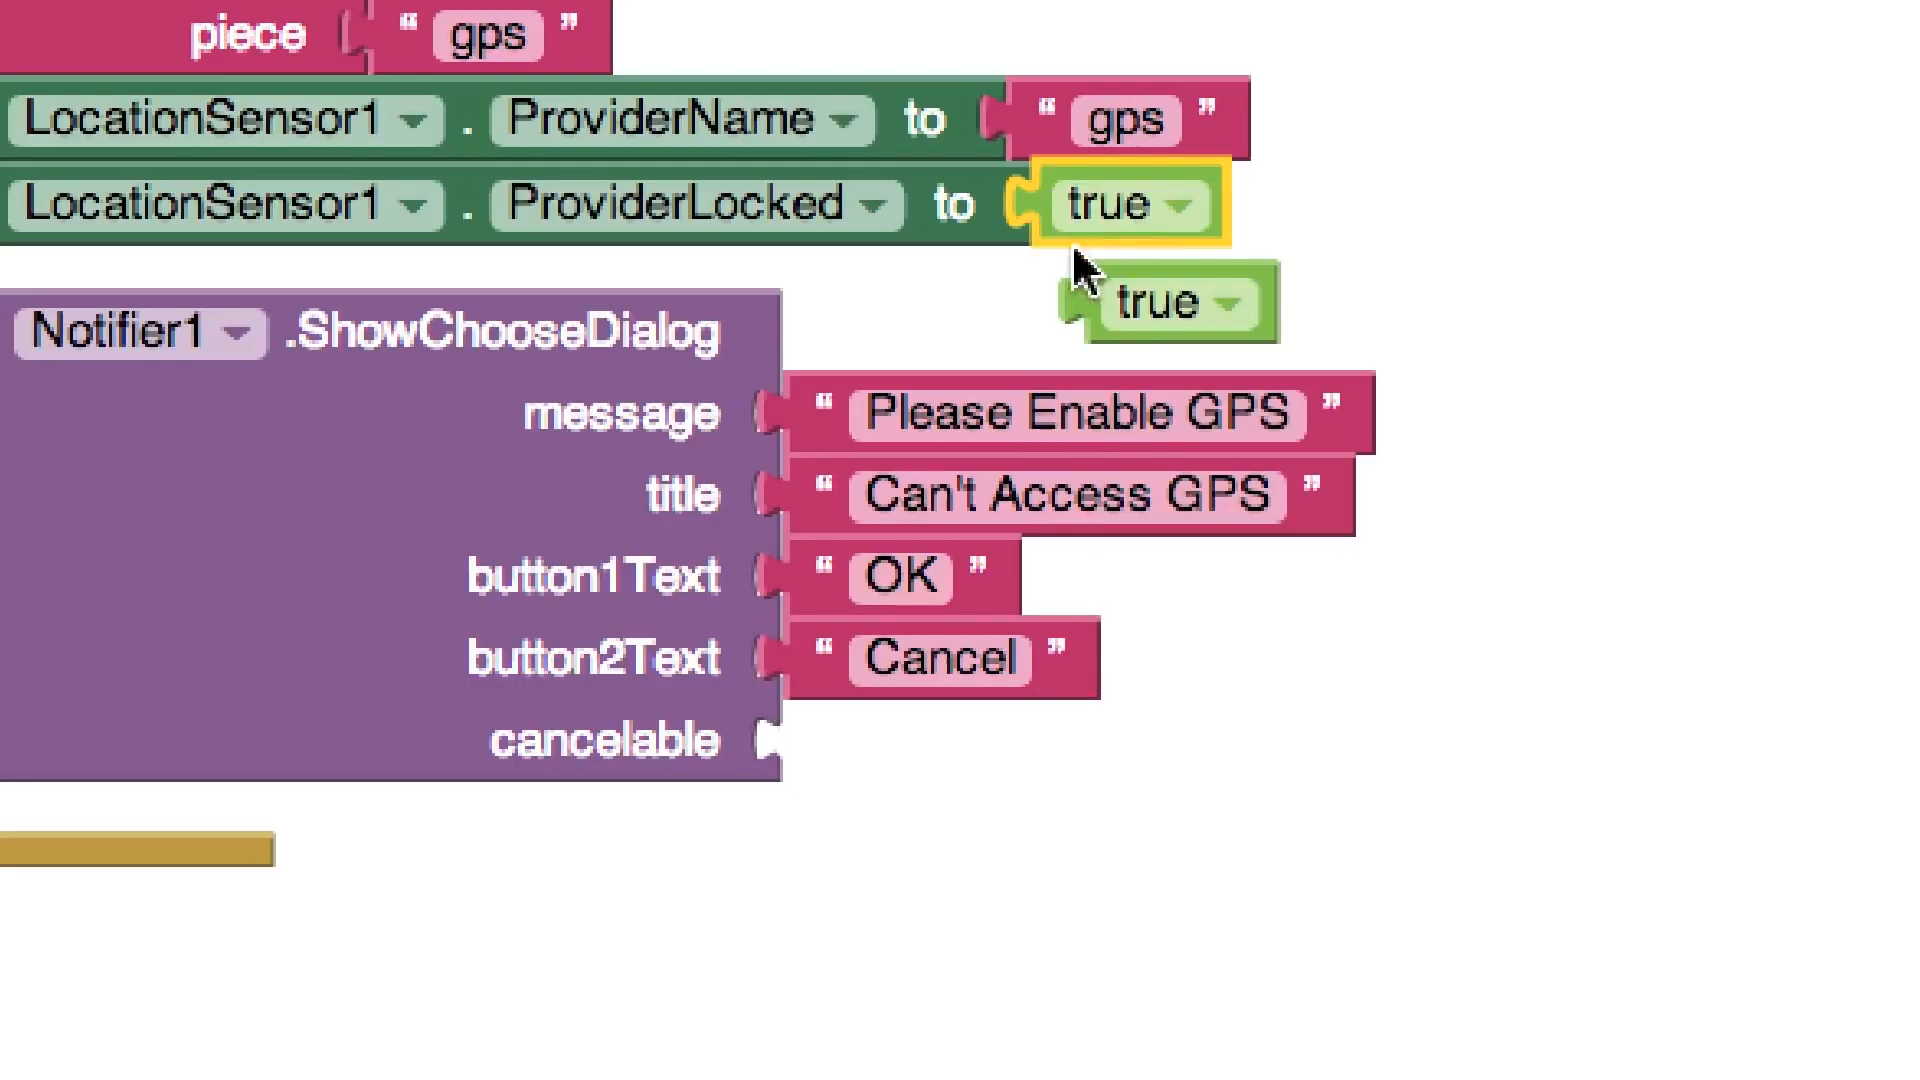 piece “ gps ”
LocationSensor1 . ProviderName to “ gps ”
LocationSensor1 . ProviderLocked to true
true
Notifier1 .ShowChooseDialog
message “ Please Enable GPS ”
title “ Can't Access GPS ”
button1Text “ OK ”
button2Text “ Cancel ”
cancelable